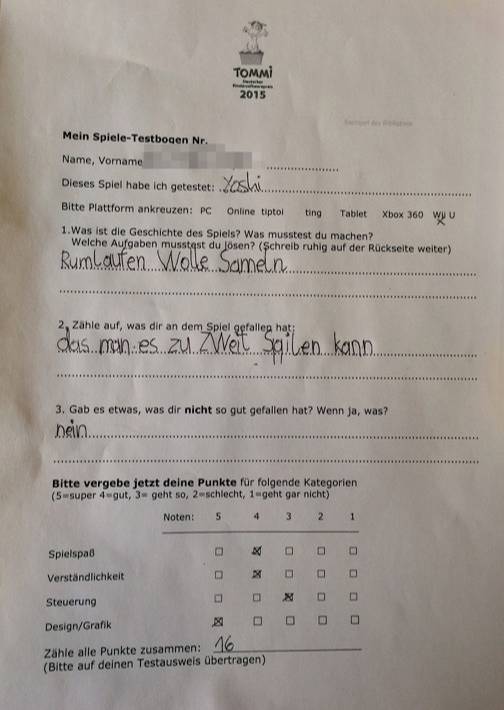 TOMMi
Deutscher
Kindersoftwarepreis
2015
Stempel der Bibliothek
Mein Spiele-Testbogen Nr.
Name, Vorname
Dieses Spiel habe ich getestet: Yoshi
Bitte Plattform ankreuzen: PC Online tiptoi ting Tablet Xbox 360 Wii U
1.Was ist die Geschichte des Spiels? Was musstest du machen?
Welche Aufgaben musstest du lösen? (Schreib ruhig auf der Rückseite weiter)
Rumlaufen Wolle Sameln
2. Zähle auf, was dir an dem Spiel gefallen hat:
das man es zu Zweit Spilen kann
3. Gab es etwas, was dir nicht so gut gefallen hat? Wenn ja, was?
nein
Bitte vergebe jetzt deine Punkte für folgende Kategorien
(5=super 4=gut, 3= geht so, 2=schlecht, 1=geht gar nicht)
Noten: 5 4 3 2 1
Spielspaß
Verständlichkeit
Steuerung
Design/Grafik
Zähle alle Punkte zusammen: 16
(Bitte auf deinen Testausweis übertragen)